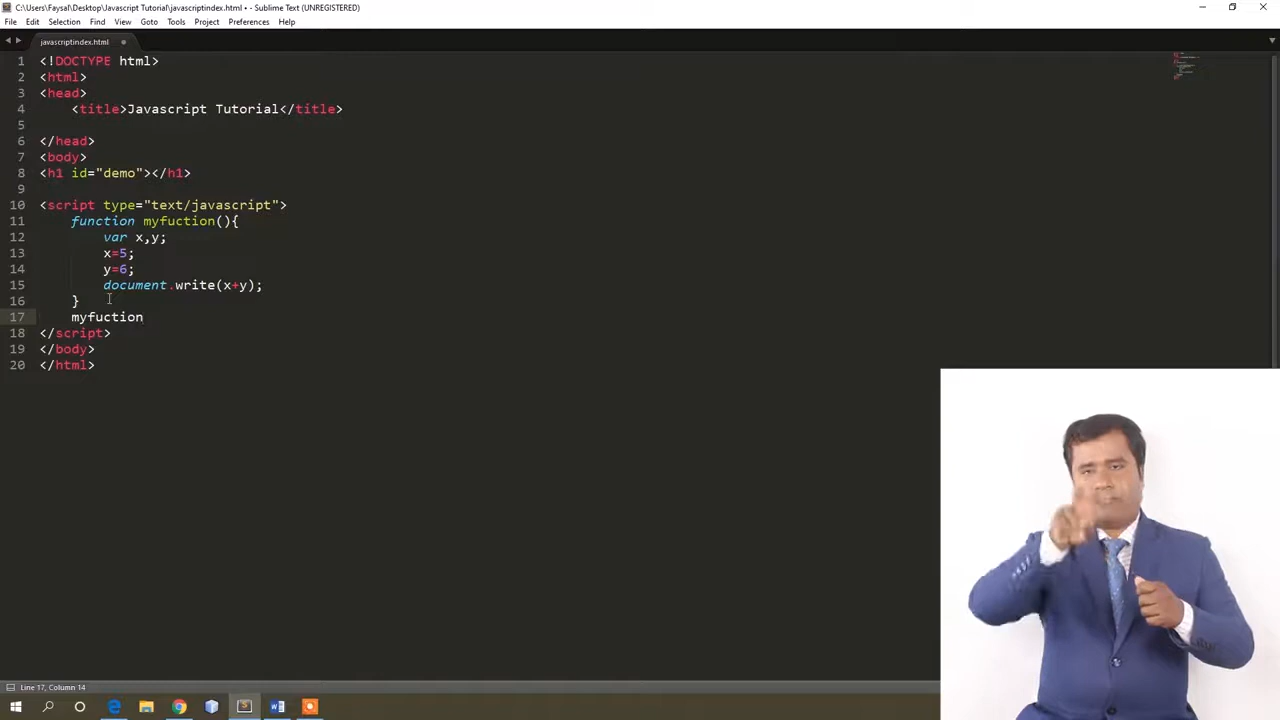 C:\Users\Faysal\Desktop\Javascript Tutorial\javascriptindex.html • - Sublime Text (UNREGISTERED)
File Edit Selection Find View Goto Tools Project Preferences Help
javascriptindex.html
1 <!DOCTYPE html>
2 <html>
3 <head>
4 <title>Javascript Tutorial</title>
5
6 </head>
7 <body>
8 <h1 id="demo"></h1>
9
10 <script type="text/javascript">
11 function myfuction(){
12 var x,y;
13 x=5;
14 y=6;
15 document.write(x+y);
16 }
17 myfuction
18 </script>
19 </body>
20 </html>
Line 17, Column 14